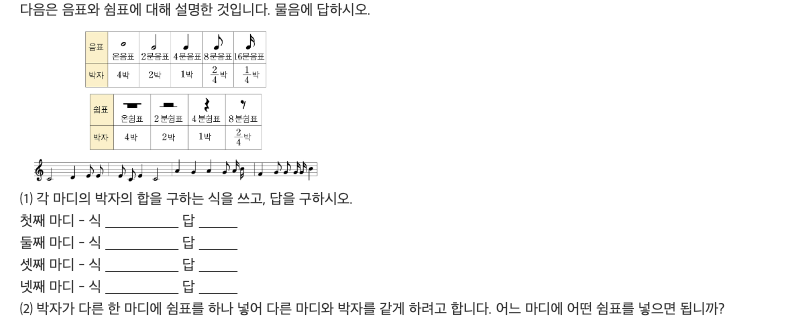 다음은 음표와 쉼표에 대해 설명한 것입니다. 물음에 답하시오.
음표 온음표 2분음표 4분음표 8분음표 16분음표
박자 4박 2박 1박 2/4박 1/4박
쉼표 온쉼표 2분쉼표 4분쉼표 8분쉼표
박자 4박 2박 1박 2/4박
(1) 각 마디의 박자의 합을 구하는 식을 쓰고, 답을 구하시오.
첫째 마디 - 식 __________ 답 _____
둘째 마디 - 식 __________ 답 _____
셋째 마디 - 식 __________ 답 _____
넷째 마디 - 식 __________ 답 _____
(2) 박자가 다른 한 마디에 쉼표를 하나 넣어 다른 마디와 박자를 같게 하려고 합니다. 어느 마디에 어떤 쉼표를 넣으면 됩니까?